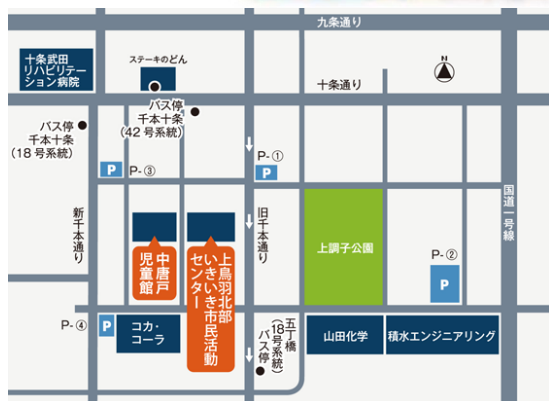 九条通り
十条武田
リハビリテー
ション病院
ステーキのどん
N
十条通り
バス停
千本十条
(42号系統)
バス停
千本十条
(18号系統)
P-①
P
P
P-③
新千本通り
旧千本通り
国道一号線
上調子公園
P-②
P
中唐戸
児童館
上鳥羽北部
いきいき市民活動
センター
P-④
P
コカ・
コーラ
五丁橋
(18号系統)
バス停
山田化学
積水エンジニアリング